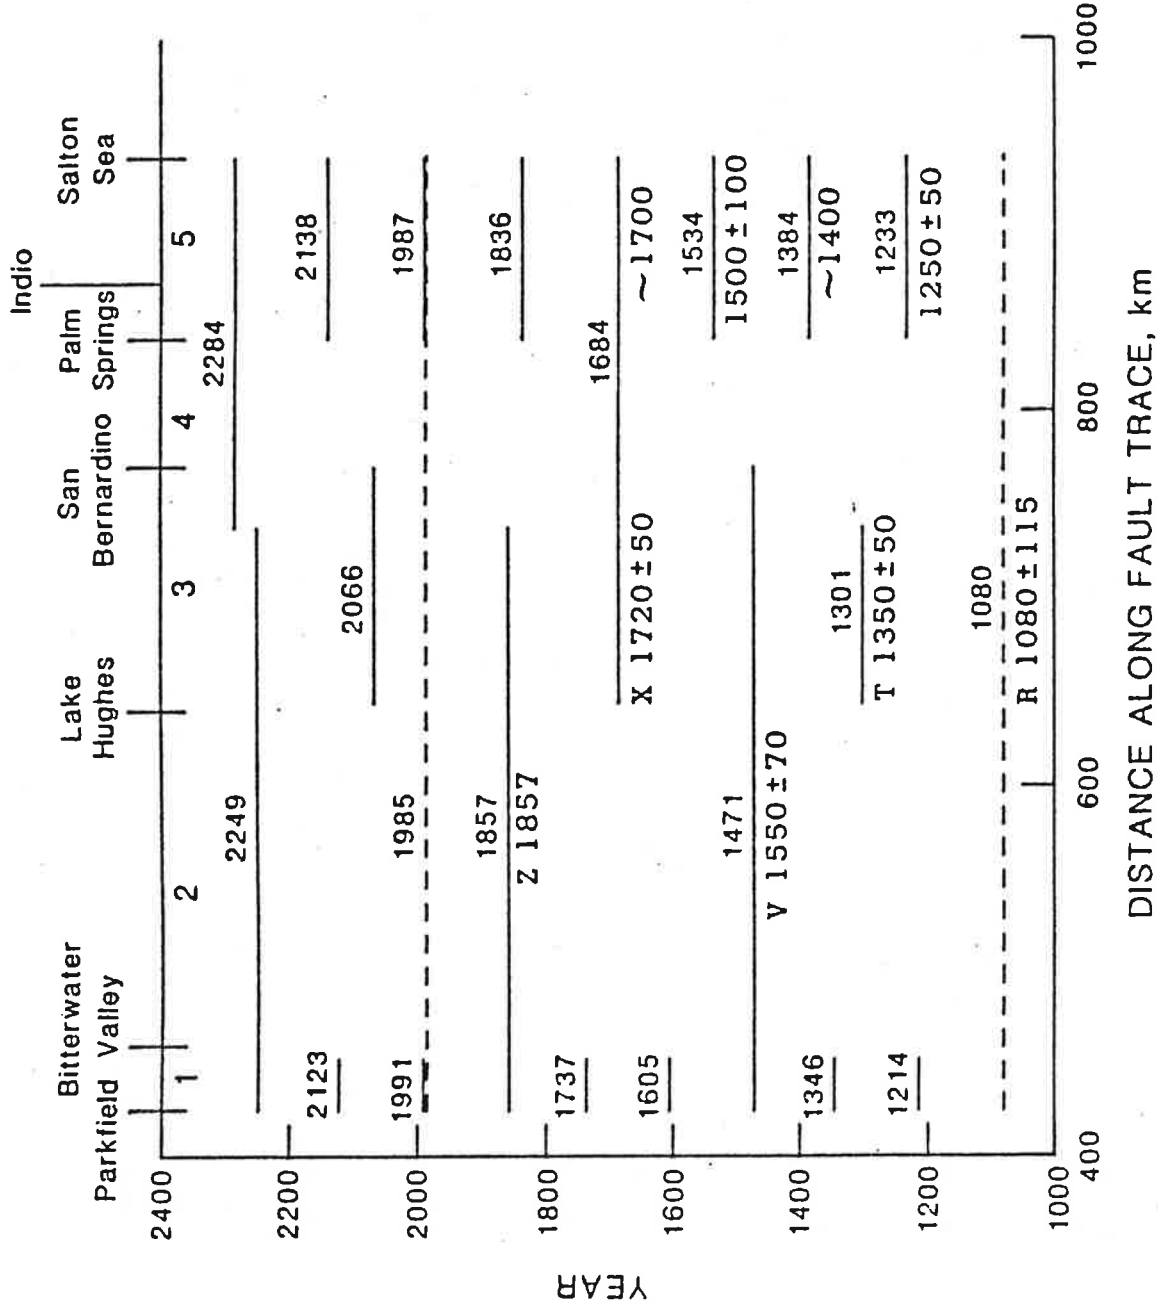 Indio
Bitterwater
Parkfield Valley
Lake
Hughes
San
Bernardino
Palm
Springs
Salton
Sea
1
2
3
4
5
2284
2249
2138
2123
2066
1991
1985
1987
1857
Z 1857
1836
1737
1684
X 1720±50
~1700
1605
1534
1500±100
1471
V 1550±70
1384
~1400
1346
1301
T 1350±50
1233
1250±50
1214
1080
R 1080±115
2400
2200
2000
1800
1600
1400
1200
1000
YEAR
400
600
800
1000
DISTANCE ALONG FAULT TRACE, km